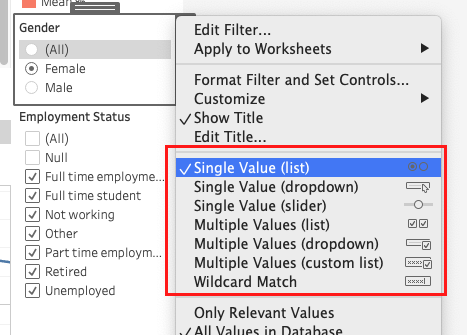 Gender
(All)
Female
Male
Employment Status
(All)
Null
Full time employme...
Full time student
Not working
Other
Part time employm...
Retired
Unemployed
Edit Filter...
Apply to Worksheets
Format Filter and Set Controls...
Customize
Show Title
Edit Title...
Single Value (list)
Single Value (dropdown)
Single Value (slider)
Multiple Values (list)
Multiple Values (dropdown)
Multiple Values (custom list)
Wildcard Match
Only Relevant Values
All Values in Database